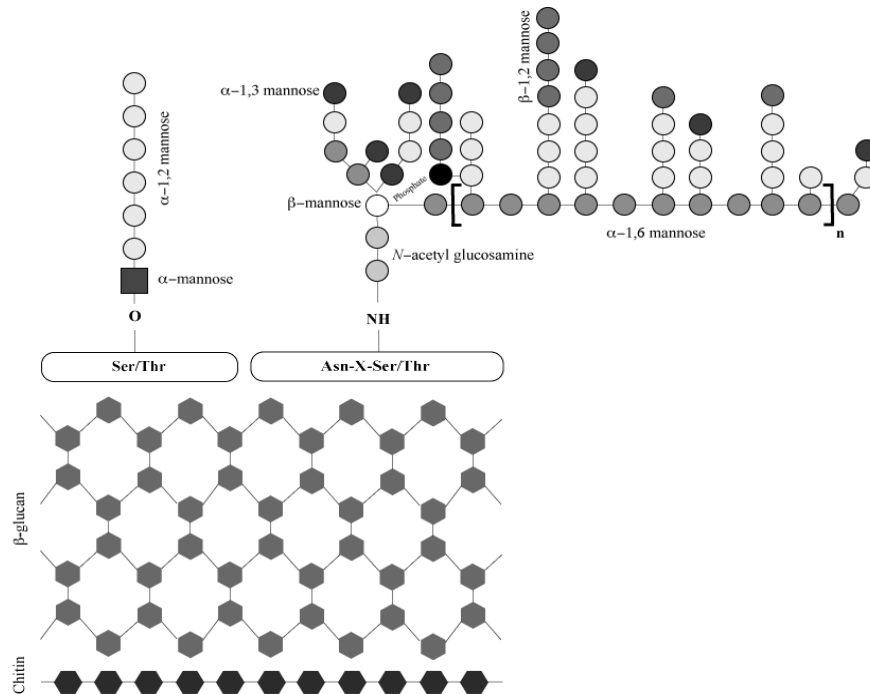 α−1,2 mannose
α−mannose
O
Ser/Thr
α−1,3 mannose
β−mannose
Phosphate
β−1,2 mannose
α−1,6 mannose
n
N−acetyl glucosamine
NH
Asn-X-Ser/Thr
β-glucan
Chitin